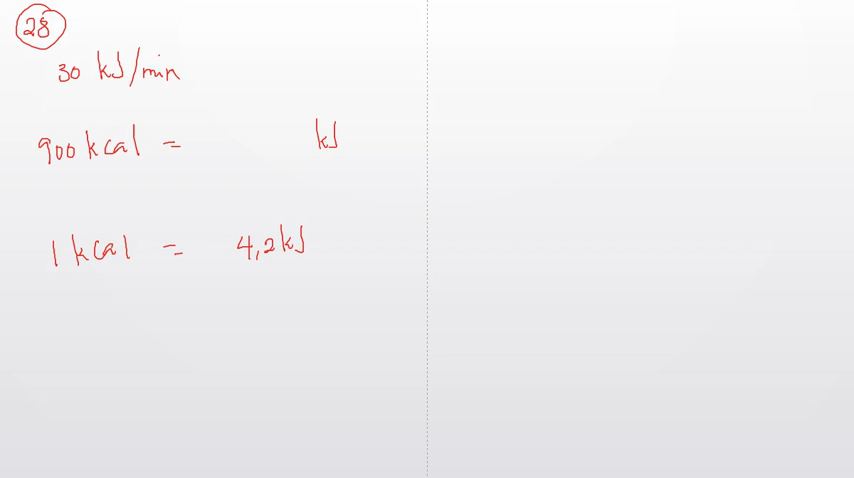 28
30 kJ/min
900 kcal = kJ
1 kcal = 4,2 kJ